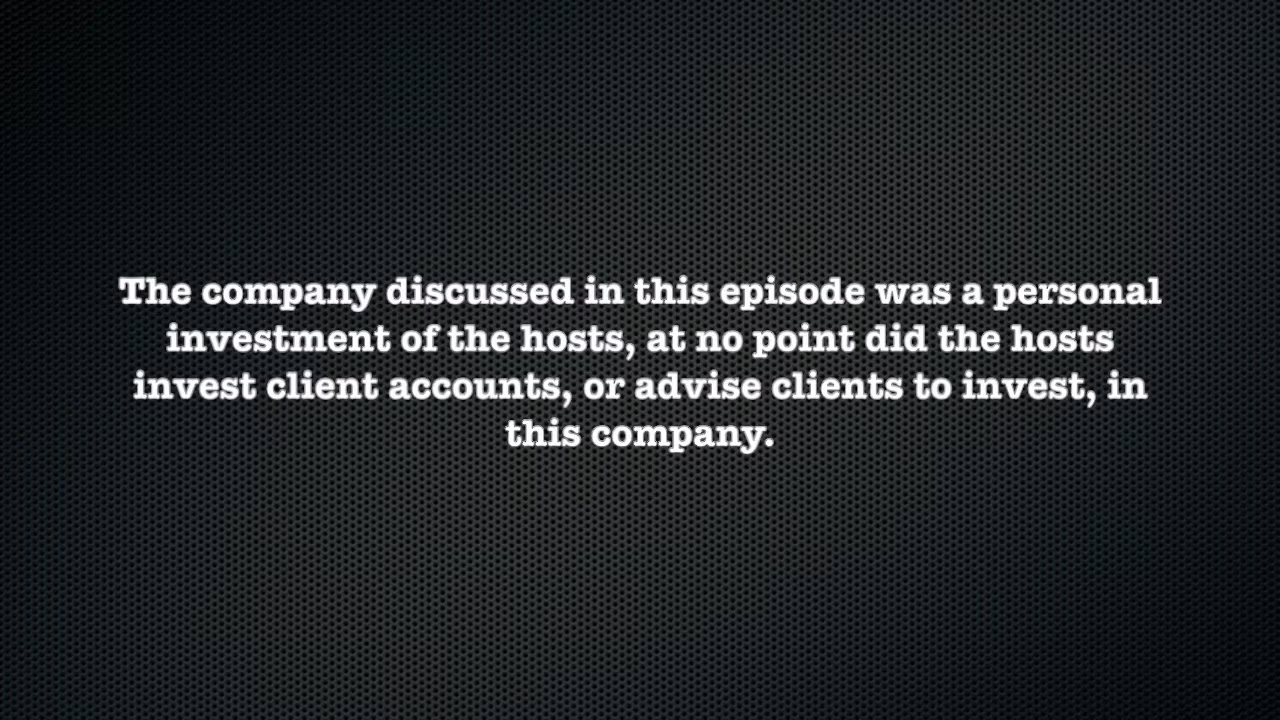 The company discussed in this episode was a personal
investment of the hosts, at no point did the hosts
invest client accounts, or advise clients to invest, in
this company.